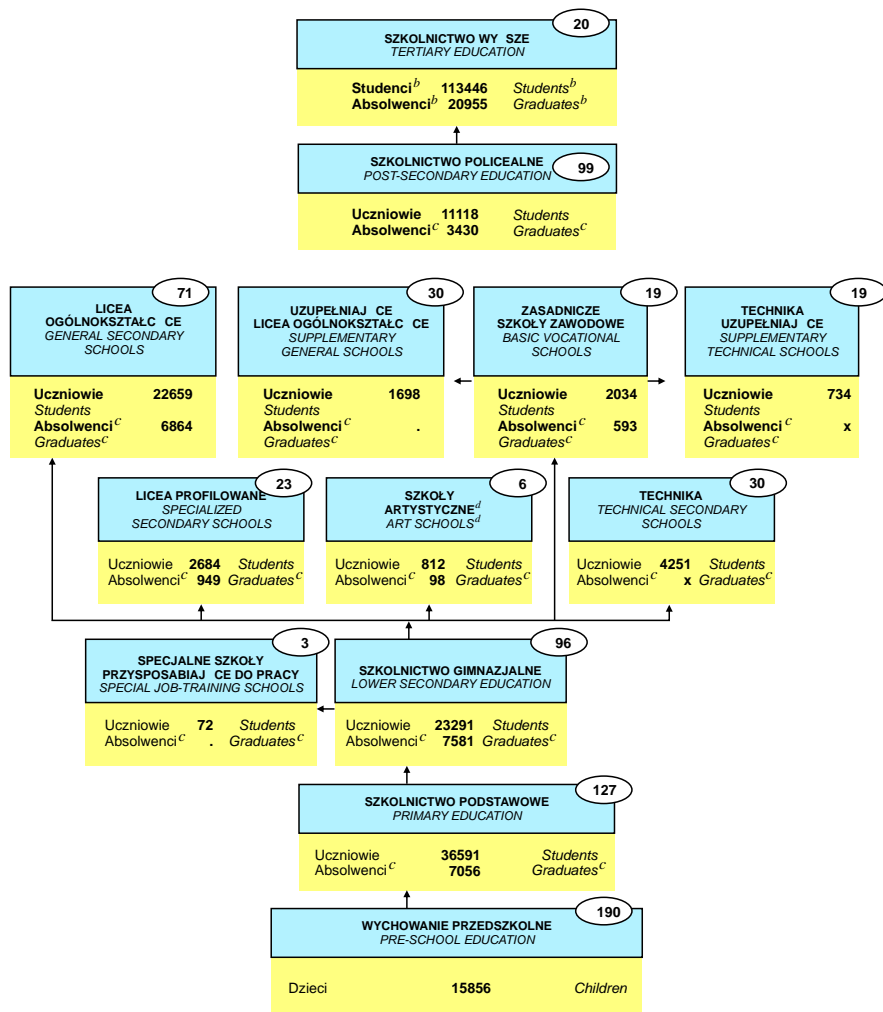 20
SZKOLNICTWO WY SZE
TERTIARY EDUCATION
Studenci b 113446 Students b
Absolwenci b 20955 Graduates b
SZKOLNICTWO POLICEALNE
POST-SECONDARY EDUCATION
99
Uczniowie 11118 Students
Absolwenci c 3430 Graduates c
71
LICEA
OGÓLNOKSZTAŁC CE
GENERAL SECONDARY
SCHOOLS
Uczniowie 22659
Students
Absolwenci c 6864
Graduates c
30
UZUPEŁNIAJ CE
LICEA OGÓLNOKSZTAŁC CE
SUPPLEMENTARY
GENERAL SCHOOLS
Uczniowie 1698
Students
Absolwenci c .
Graduates c
19
ZASADNICZE
SZKOŁY ZAWODOWE
BASIC VOCATIONAL
SCHOOLS
Uczniowie 2034
Students
Absolwenci c 593
Graduates c
19
TECHNIKA
UZUPEŁNIAJ CE
SUPPLEMENTARY
TECHNICAL SCHOOLS
Uczniowie 734
Students
Absolwenci c x
Graduates c
23
LICEA PROFILOWANE
SPECIALIZED
SECONDARY SCHOOLS
Uczniowie 2684 Students
Absolwenci c 949 Graduates c
6
SZKOŁY
ARTYSTYCZNE d
ART SCHOOLS d
Uczniowie 812 Students
Absolwenci c 98 Graduates c
30
TECHNIKA
TECHNICAL SECONDARY
SCHOOLS
Uczniowie 4251 Students
Absolwenci c x Graduates c
3
SPECJALNE SZKOŁY
PRZYSPOSABIAJ CE DO PRACY
SPECIAL JOB-TRAINING SCHOOLS
Uczniowie 72 Students
Absolwenci c . Graduates c
96
SZKOLNICTWO GIMNAZJALNE
LOWER SECONDARY EDUCATION
Uczniowie 23291 Students
Absolwenci c 7581 Graduates c
127
SZKOLNICTWO PODSTAWOWE
PRIMARY EDUCATION
Uczniowie 36591 Students
Absolwenci c 7056 Graduates c
190
WYCHOWANIE PRZEDSZKOLNE
PRE-SCHOOL EDUCATION
Dzieci 15856 Children